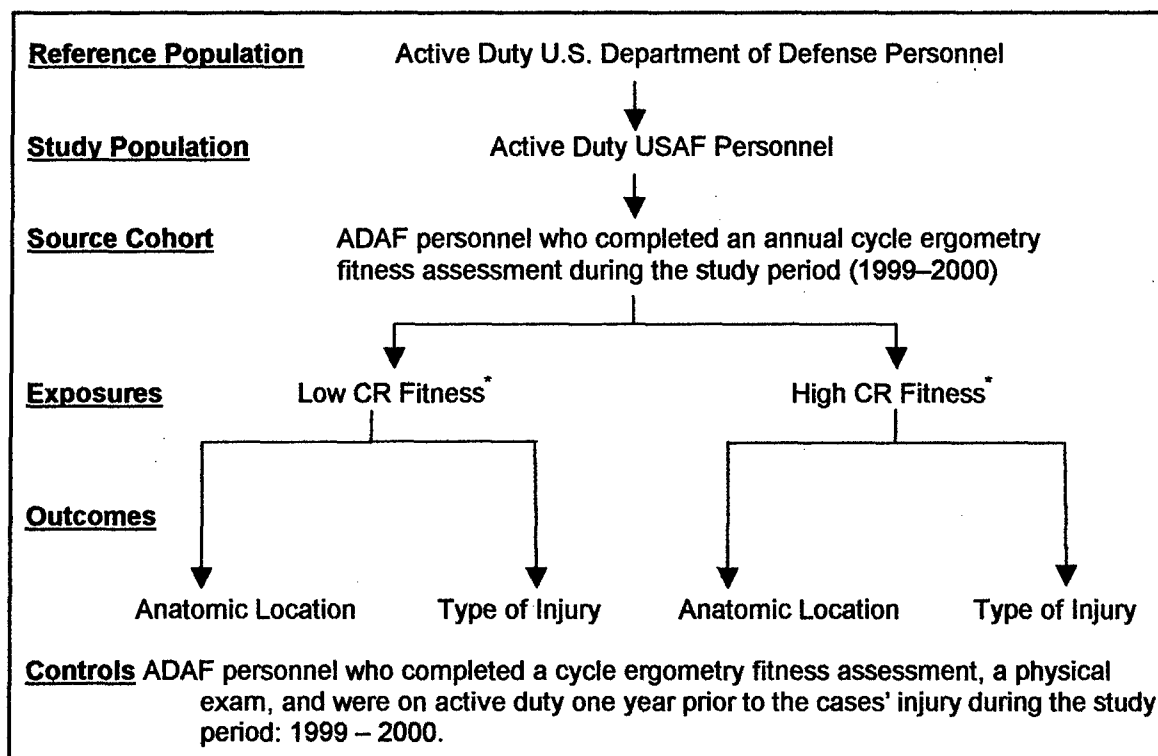 Reference Population Active Duty U.S. Department of Defense Personnel
Study Population Active Duty USAF Personnel
Source Cohort ADAF personnel who completed an annual cycle ergometry
fitness assessment during the study period (1999–2000)
Exposures Low CR Fitness* High CR Fitness*
Outcomes
Anatomic Location Type of Injury Anatomic Location Type of Injury
Controls ADAF personnel who completed a cycle ergometry fitness assessment, a physical
exam, and were on active duty one year prior to the cases' injury during the study
period: 1999 – 2000.